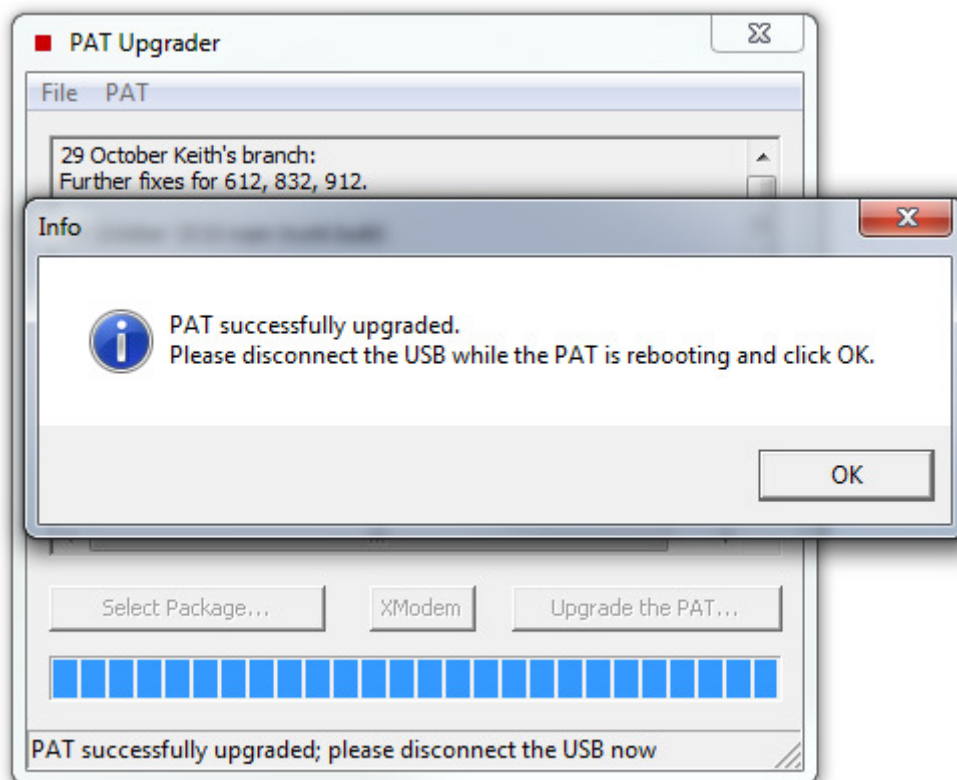 PAT Upgrader
File PAT
29 October Keith's branch:
Further fixes for 612, 832, 912.
Info
PAT successfully upgraded.
Please disconnect the USB while the PAT is rebooting and click OK.
OK
Select Package...
XModem
Upgrade the PAT...
PAT successfully upgraded; please disconnect the USB now